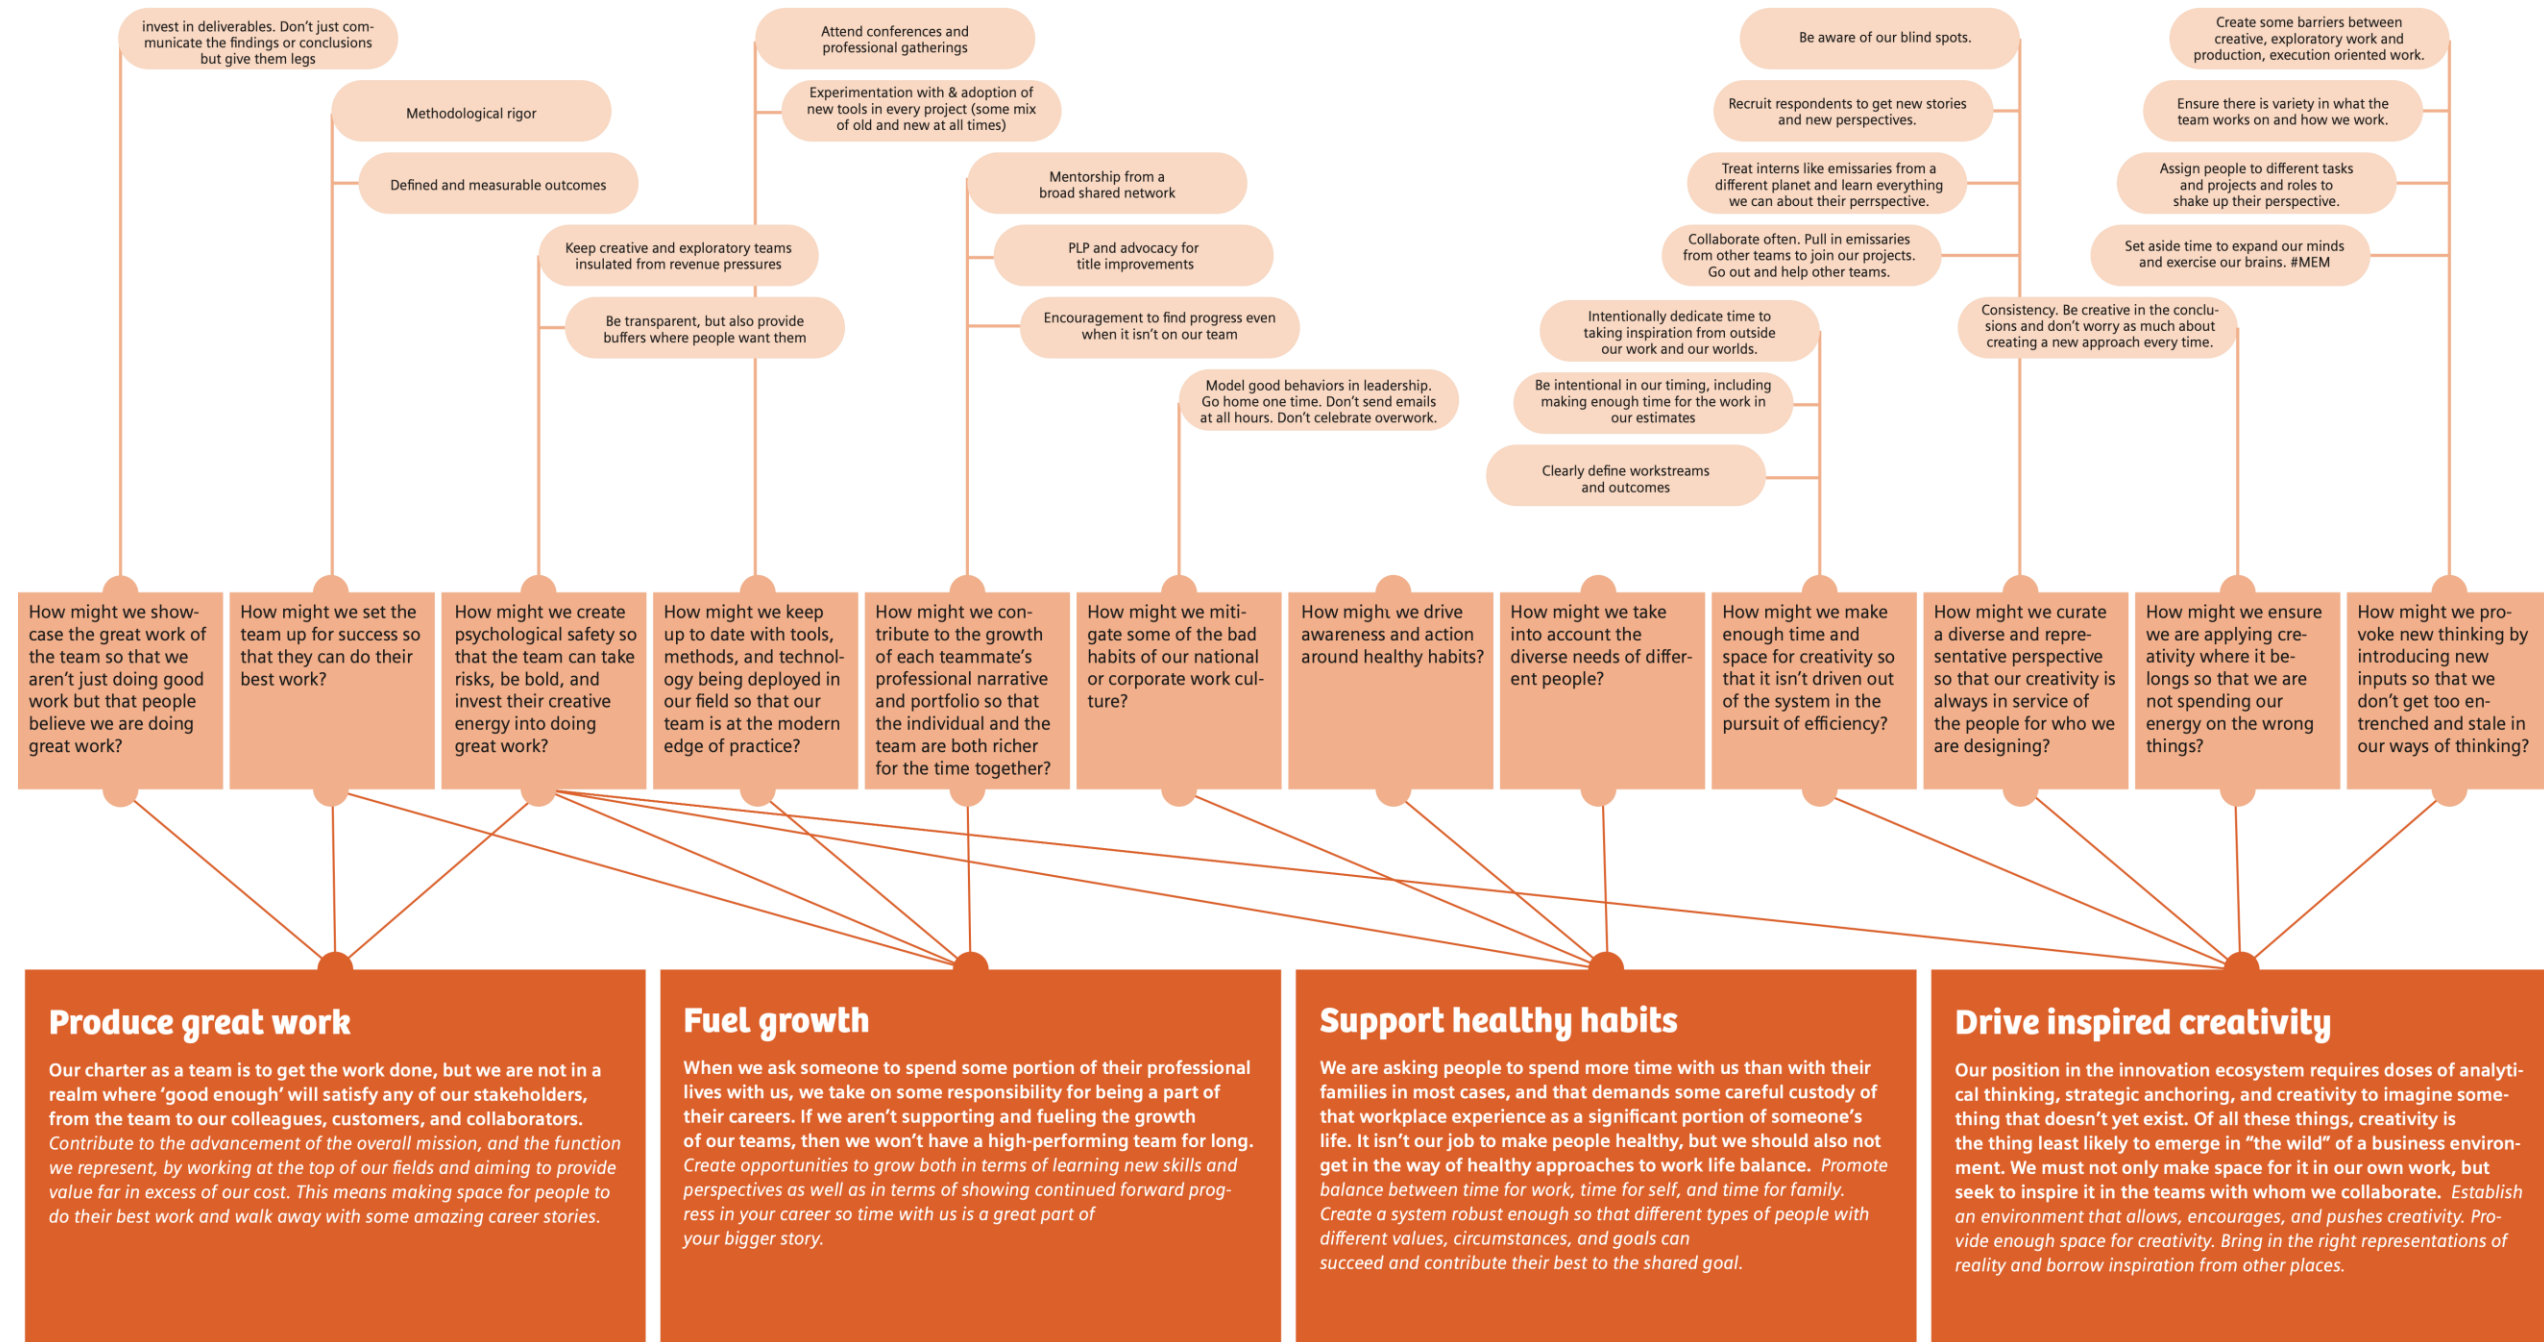 invest in deliverables. Don't just com-
municate the findings or conclusions
but give them legs
Methodological rigor
Defined and measurable outcomes
Keep creative and exploratory teams
insulated from revenue pressures
Be transparent, but also provide
buffers where people want them
Attend conferences and
professional gatherings
Experimentation with & adoption of
new tools in every project (some mix
of old and new at all times)
Mentorship from a
broad shared network
PLP and advocacy for
title improvements
Encouragement to find progress even
when it isn't on our team
Model good behaviors in leadership.
Go home one time. Don't send emails
at all hours. Don't celebrate overwork.
Intentionally dedicate time to
taking inspiration from outside
our work and our worlds.
Be intentional in our timing, including
making enough time for the work in
our estimates
Clearly define workstreams
and outcomes
Be aware of our blind spots.
Recruit respondents to get new stories
and new perspectives.
Treat interns like emissaries from a
different planet and learn everything
we can about their perrspective.
Collaborate often. Pull in emissaries
from other teams to join our projects.
Go out and help other teams.
Consistency. Be creative in the conclu-
sions and don't worry as much about
creating a new approach every time.
Create some barriers between
creative, exploratory work and
production, execution oriented work.
Ensure there is variety in what the
team works on and how we work.
Assign people to different tasks
and projects and roles to
shake up their perspective.
Set aside time to expand our minds
and exercise our brains. #MEM
How might we show-
case the great work of
the team so that we
aren't just doing good
work but that people
believe we are doing
great work?
How might we set the
team up for success so
that they can do their
best work?
How might we create
psychological safety so
that the team can take
risks, be bold, and
invest their creative
energy into doing
great work?
How might we keep
up to date with tools,
methods, and technol-
ogy being deployed in
our field so that our
team is at the modern
edge of practice?
How might we con-
tribute to the growth
of each teammate's
professional narrative
and portfolio so that
the individual and the
team are both richer
for the time together?
How might we miti-
gate some of the bad
habits of our national
or corporate work cul-
ture?
How might we drive
awareness and action
around healthy habits?
How might we take
into account the
diverse needs of differ-
ent people?
How might we make
enough time and
space for creativity so
that it isn't driven out
of the system in the
pursuit of efficiency?
How might we curate
a diverse and repre-
sentative perspective
so that our creativity is
always in service of
the people for who we
are designing?
How might we ensure
we are applying cre-
ativity where it be-
longs so that we are
not spending our
energy on the wrong
things?
How might we pro-
voke new thinking by
introducing new
inputs so that we
don't get too en-
trenched and stale in
our ways of thinking?
Produce great work
Our charter as a team is to get the work done, but we are not in a
realm where ‘good enough’ will satisfy any of our stakeholders,
from the team to our colleagues, customers, and collaborators.
Contribute to the advancement of the overall mission, and the function
we represent, by working at the top of our fields and aiming to provide
value far in excess of our cost. This means making space for people to
do their best work and walk away with some amazing career stories.
Fuel growth
When we ask someone to spend some portion of their professional
lives with us, we take on some responsibility for being a part of
their careers. If we aren't supporting and fueling the growth
of our teams, then we won't have a high-performing team for long.
Create opportunities to grow both in terms of learning new skills and
perspectives as well as in terms of showing continued forward prog-
ress in your career so time with us is a great part of
your bigger story.
Support healthy habits
We are asking people to spend more time with us than with their
families in most cases, and that demands some careful custody of
that workplace experience as a significant portion of someone's
life. It isn't our job to make people healthy, but we should also not
get in the way of healthy approaches to work life balance. Promote
balance between time for work, time for self, and time for family.
Create a system robust enough so that different types of people with
different values, circumstances, and goals can
succeed and contribute their best to the shared goal.
Drive inspired creativity
Our position in the innovation ecosystem requires doses of analyti-
cal thinking, strategic anchoring, and creativity to imagine some-
thing that doesn't yet exist. Of all these things, creativity is
the thing least likely to emerge in “the wild” of a business environ-
ment. We must not only make space for it in our own work, but
seek to inspire it in the teams with whom we collaborate. Establish
an environment that allows, encourages, and pushes creativity. Pro-
vide enough space for creativity. Bring in the right representations of
reality and borrow inspiration from other places.